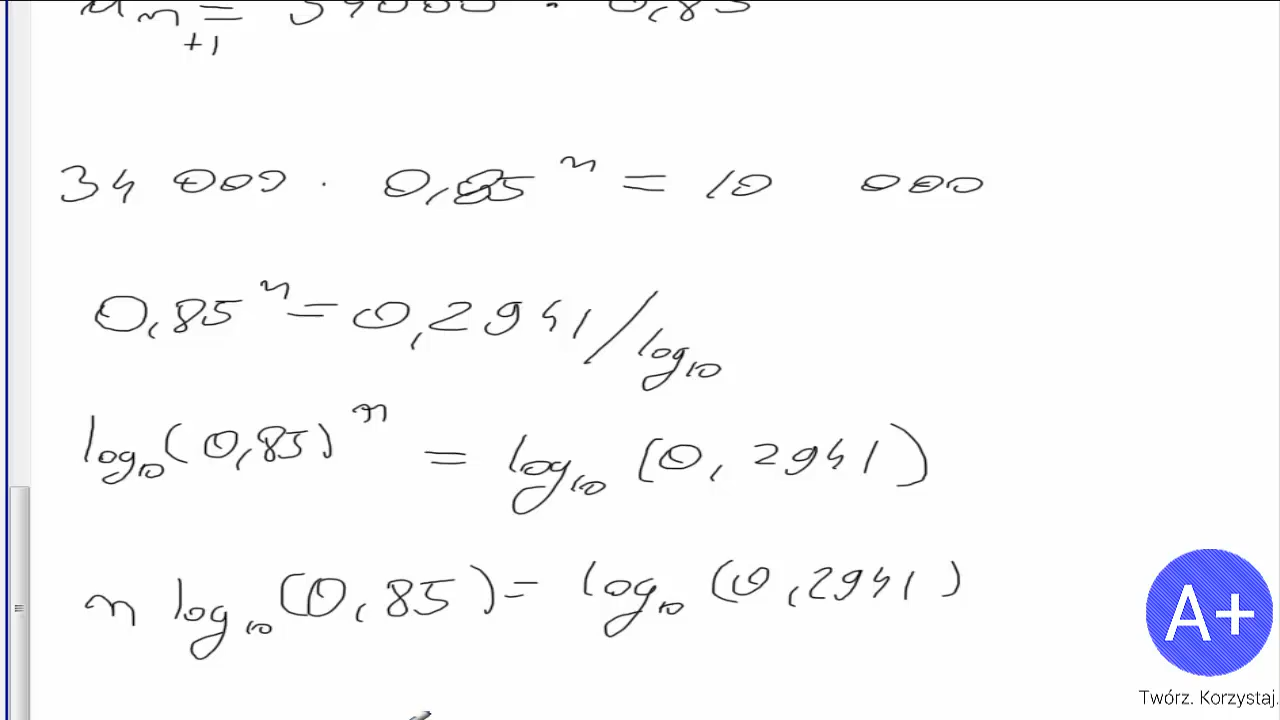 +1
34 000 · 0,85ⁿ = 10 000
0,85ⁿ = 0,2941 / log₁₀
log₁₀(0,85)ⁿ = log₁₀(0,2941)
n log₁₀(0,85) = log₁₀(0,2941)
A+
Twórz. Korzystaj.